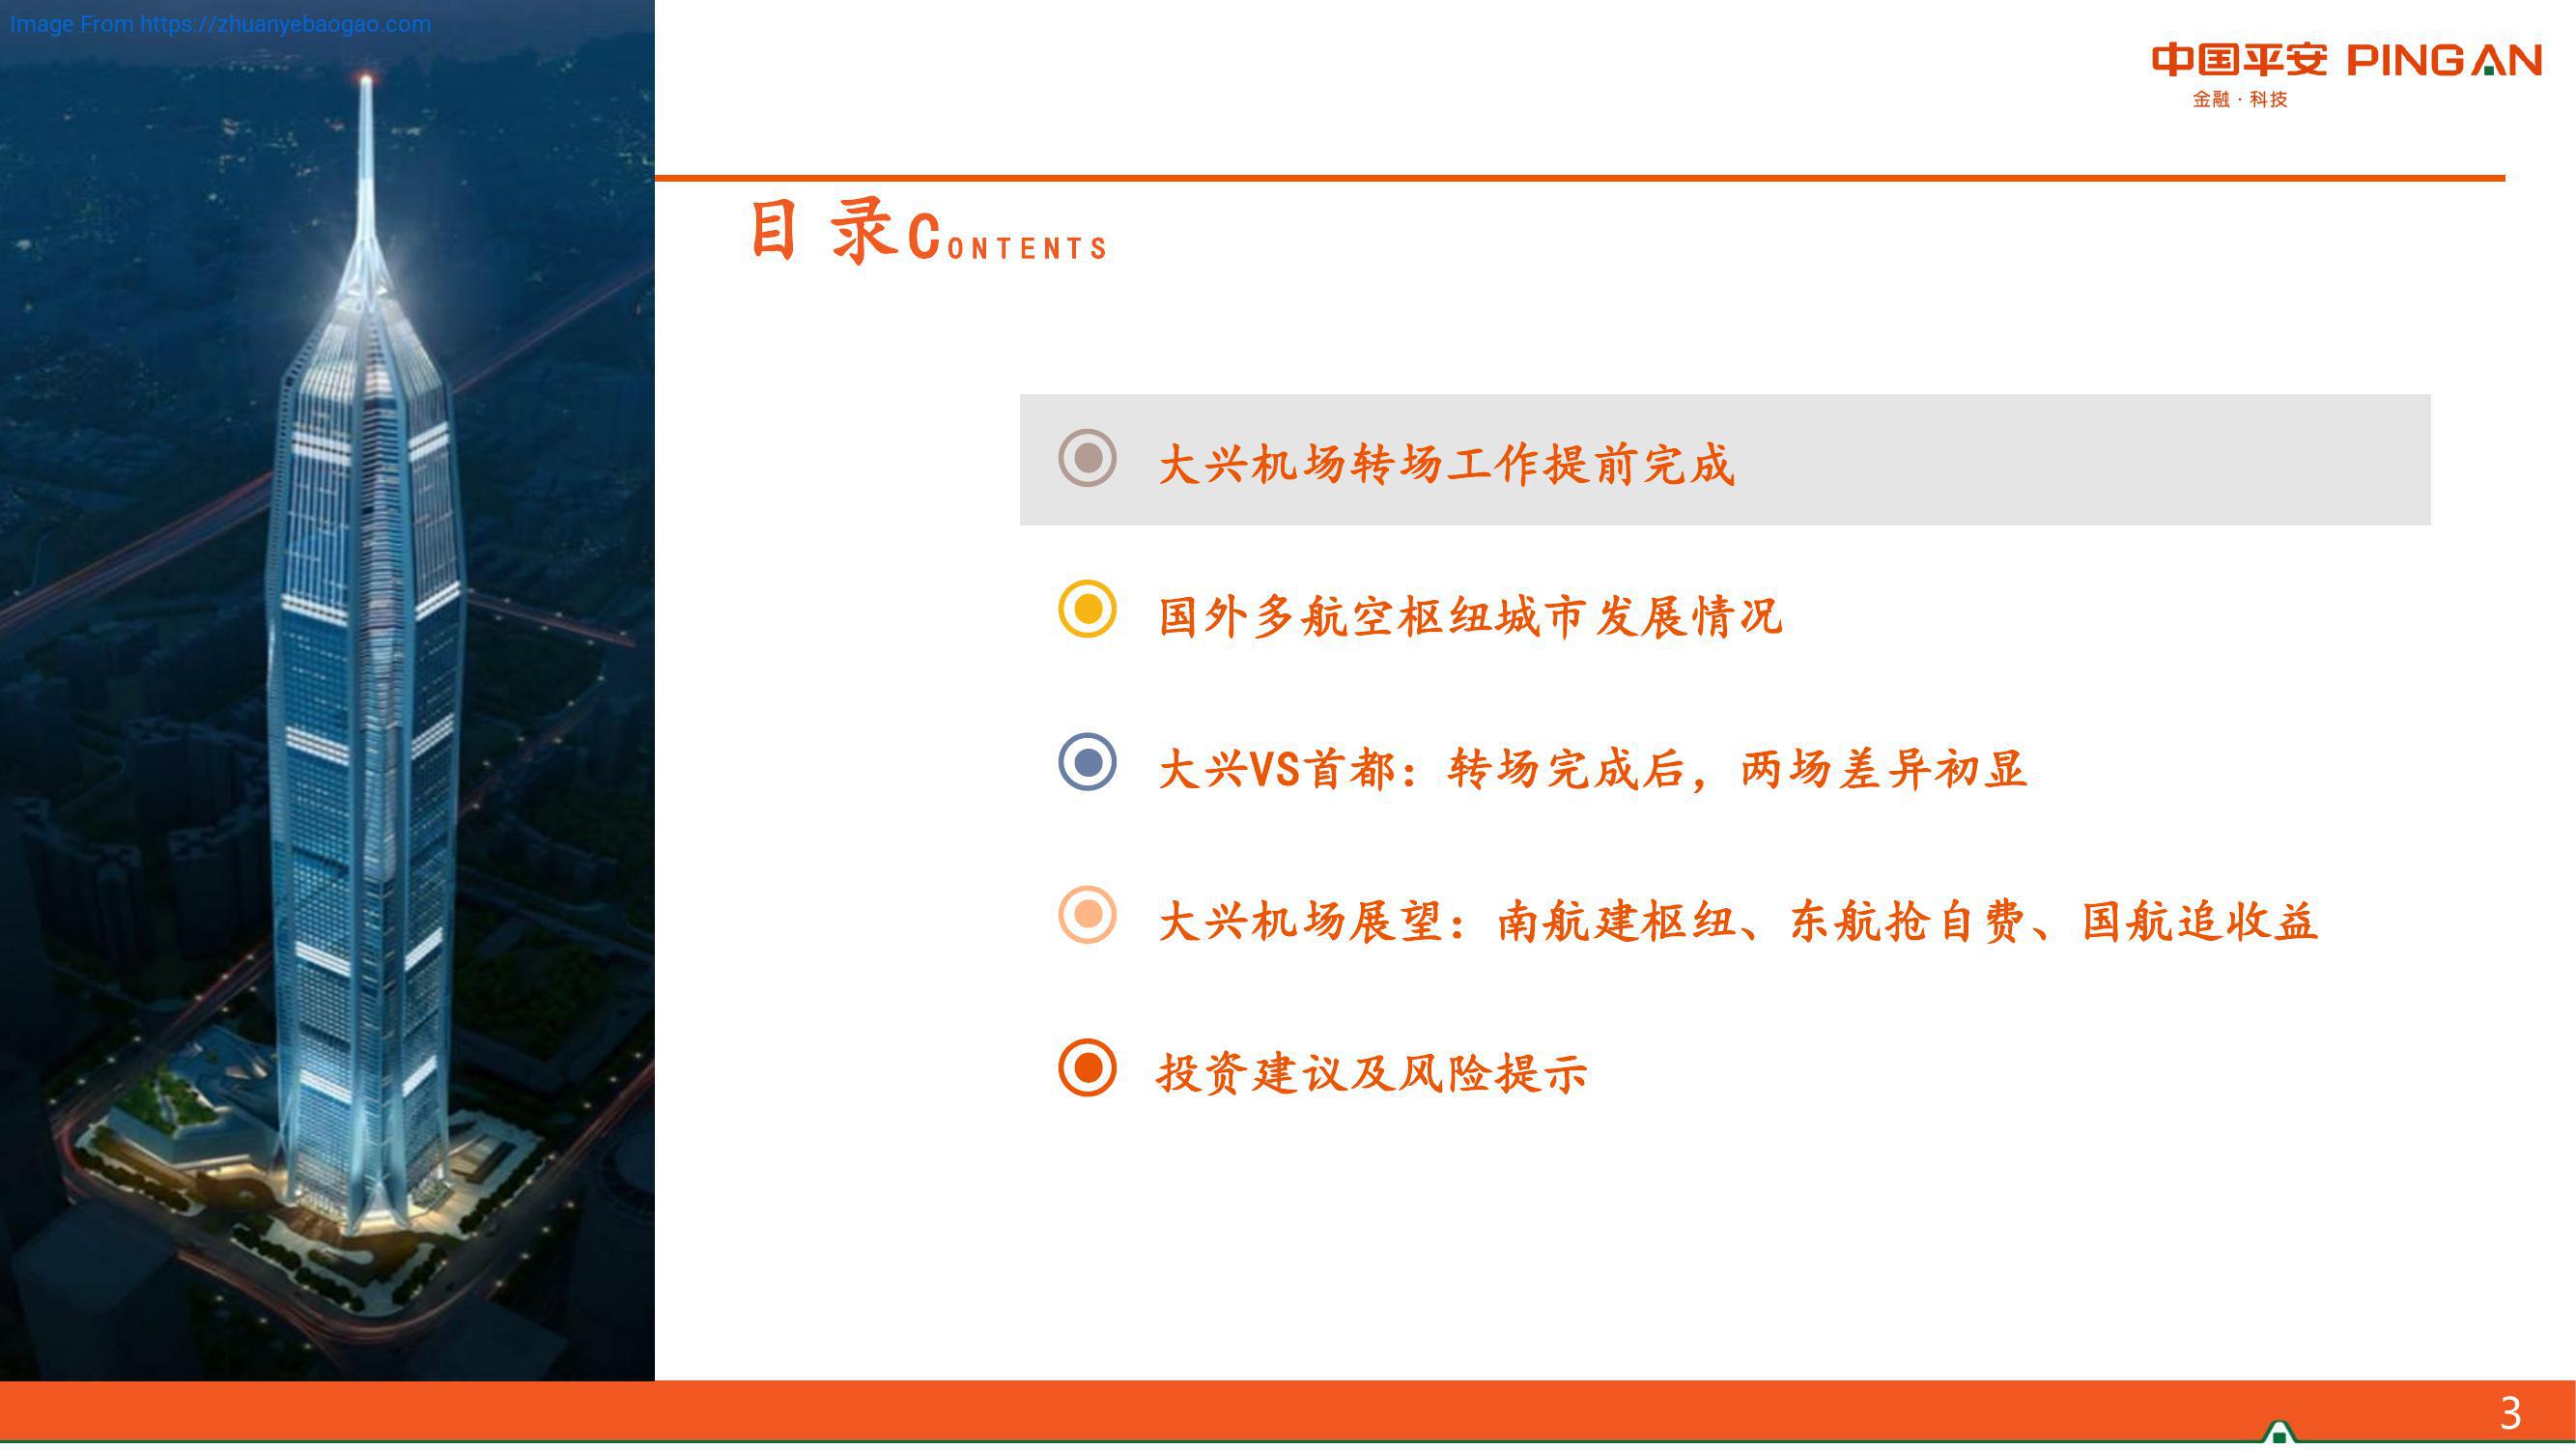 Image From https://zhuanyebaogao.com
中国平安 PINGAN
金融·科技
目录CONTENTS
大兴机场转场工作提前完成
国外多航空枢纽城市发展情况
大兴VS首都：转场完成后，两场差异初显
大兴机场展望：南航建枢纽、东航抢自费、国航追收益
投资建议及风险提示
3